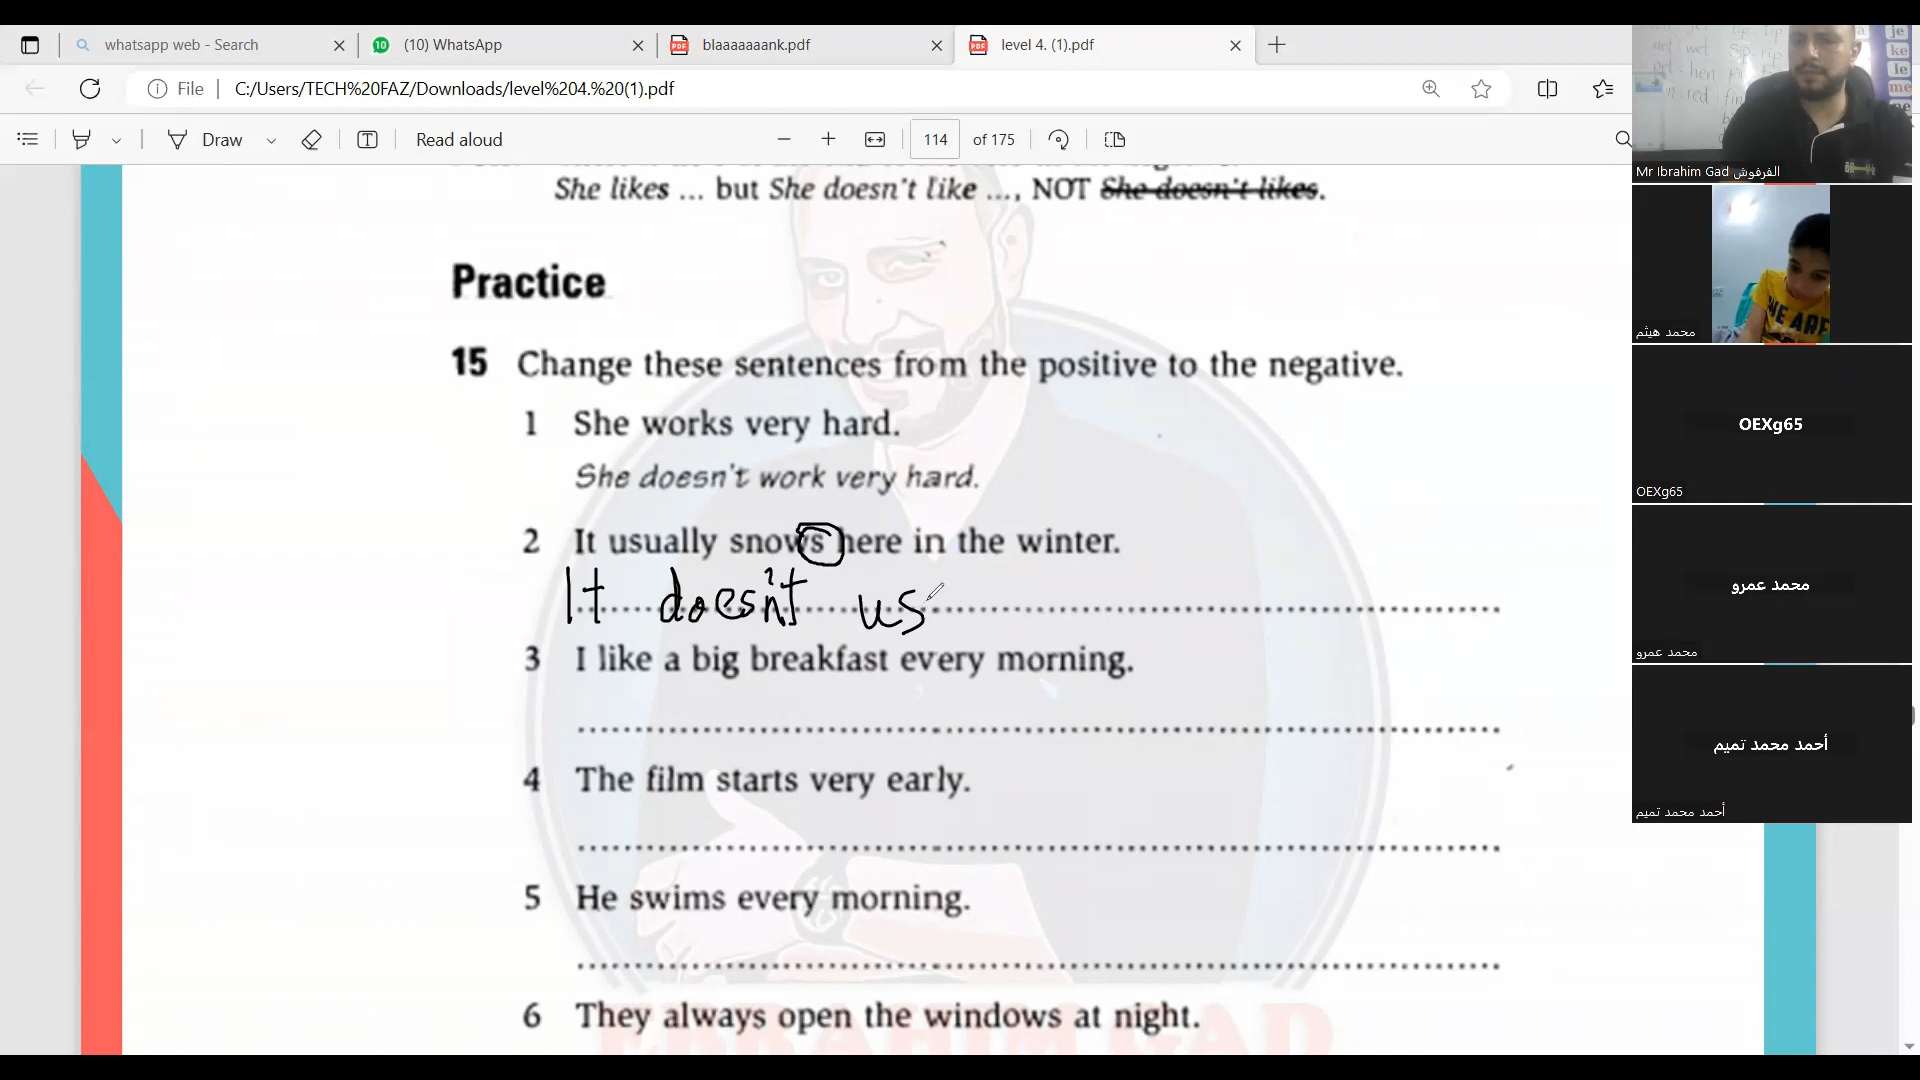 whatsapp web - Search
(10) WhatsApp
blaaaaaaank.pdf
level 4. (1).pdf
File
C:/Users/TECH%20FAZ/Downloads/level%204.%20(1).pdf
Draw
Read aloud
114 of 175
She likes ... but She doesn't like ..., NOT She doesn't likes.
Practice
15 Change these sentences from the positive to the negative.
1 She works very hard.
She doesn't work very hard.
2 It usually snows here in the winter.
It doesn't us
3 I like a big breakfast every morning.
4 The film starts very early.
5 He swims every morning.
6 They always open the windows at night.
EBRAHIM GAD
Mr Ibrahim Gad الفرفوش
WE ARE
محمد هيثم
OEXg65
OEXg65
محمد عمرو
محمد عمرو
أحمد محمد تميم
أحمد محمد تميم